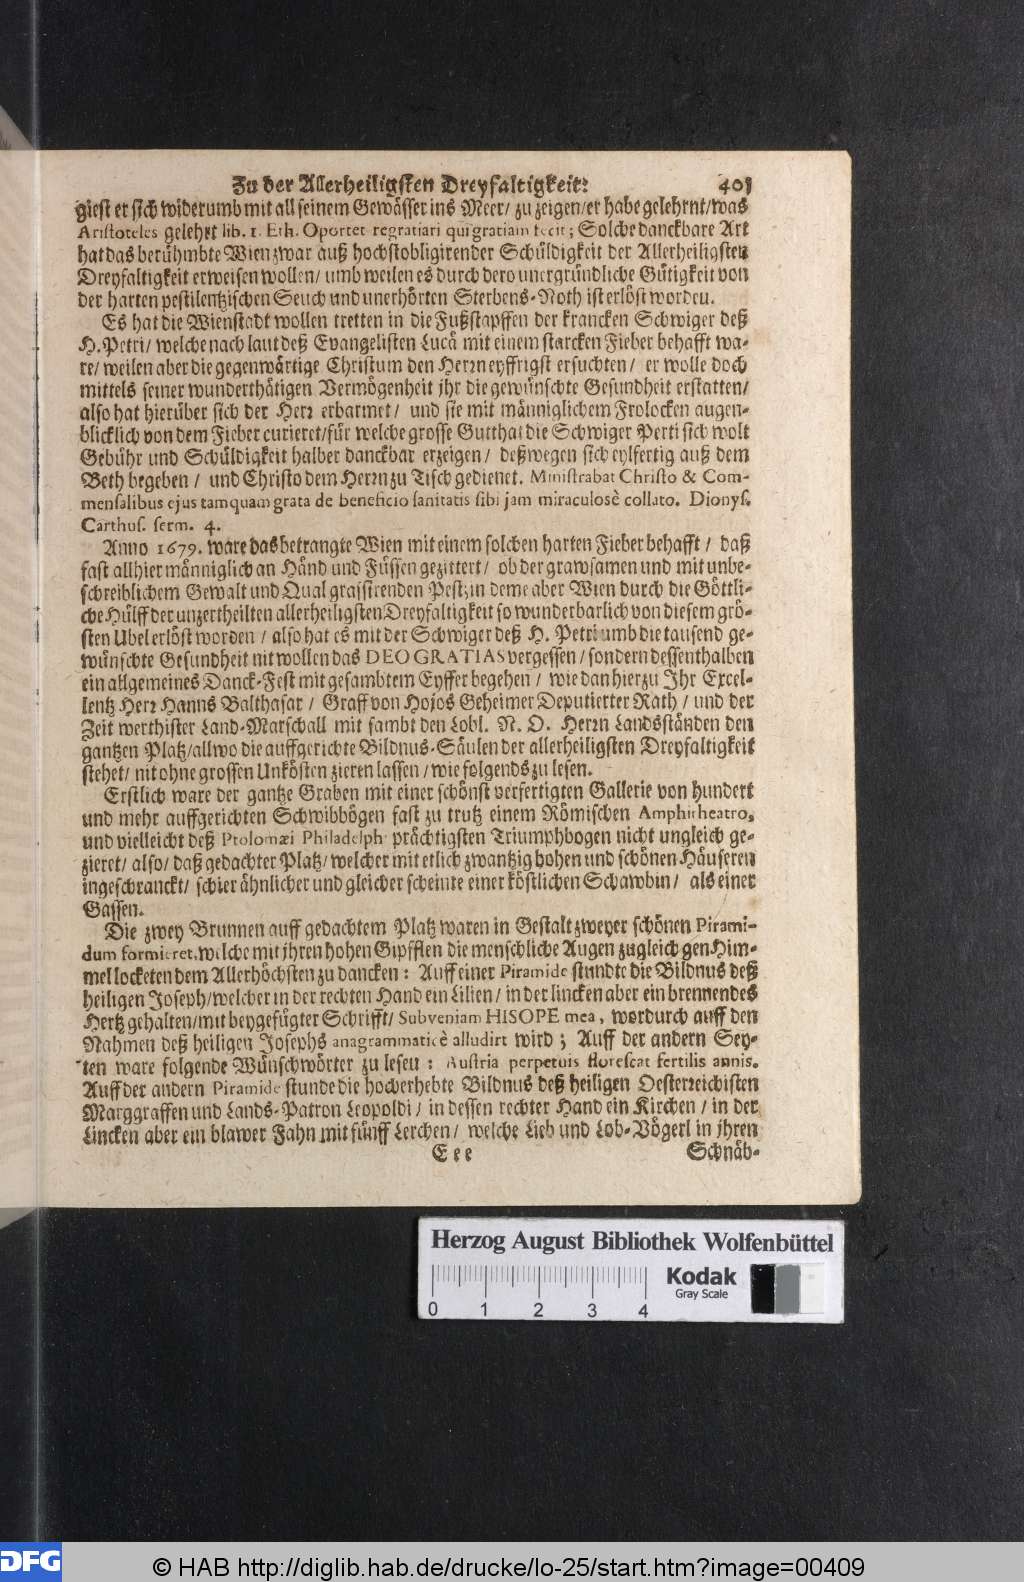 Zu der Allerheiligsten Dreyfaltigkeit: 401
giest er sich widerumb mit all seinem Gewässer ins Meer/ zu zeigen/ er habe gelehrnt/ was
Aristoteles gelehrt lib. 1. Eth. Oportet regratiari qui gratiam fecit; Solche danckbare Art
hat das berühmbte Wien zwar auß hochstobligirender Schuldigkeit der Allerheiligsten
Dreyfaltigkeit erweisen wollen/ umb weilen es durch dero unergründliche Gütigkeit von
der harten pestilentzischen Seuch und unerhörten Sterbens-Noth ist erlöst worden.
Es hat die Wienstadt wollen tretten in die Fußstapffen der krancken Schwiger deß
H. Petri/ welche nach laut deß Evangelisten Lucä mit einem starcken Fieber behafft wa-
re/ weilen aber die gegenwärtige Christum den Herrn eyffrigst ersuchten/ er wolle doch
mittels seiner wunderthätigen Vermögenheit ihr die gewünschte Gesundheit erstatten/
also hat hierüber sich der Herr erbarmet/ und sie mit männiglichem Frolocken augen-
blicklich von dem Fieber curieret/ für welche grosse Gutthat die Schwiger Perti sich wolt
Gebühr und Schuldigkeit halber danckbar erzeigen/ deßwegen sich eylfertig auß dem
Beth begeben/ und Christo dem Herrn zu Tisch gedienet. Ministrabat Christo & Com-
mensalibus ejus tamquam grata de beneficio sanitatis sibi jam miraculosè collato. Dionys.
Carthus. serm. 4.
Anno 1679. ware das betrangte Wien mit einem solchen harten Fieber behafft/ daß
fast allhier männiglich an Händ und Füssen gezittert/ ob der grawsamen und mit unbe-
schreiblichem Gewalt und Qual grassirenden Pest; in deme aber Wien durch die Göttli-
che Hülff der unzertheilten allerheiligsten Dreyfaltigkeit so wunderbarlich von diesem grö-
sten Ubel erlöst worden/ also hat es mit der Schwiger deß H. Petri umb die tausend ge-
wünschte Gesundheit nit wollen das DEO GRATIAS vergessen/ sondern dessenthalben
ein allgemeines Danck-Fest mit gesambtem Eyffer begehen/ wie dan hierzu Ihr Excel-
lentz Herr Hanns Balthasar/ Graff von Hojos Geheimer Deputierter Rath/ und der
Zeit werthister Land-Marschall mit sambt den Lobl. N. O. Herrn Landsständen den
gantzen Platz/ allwo die auffgerichte Bildnus-Säulen der allerheiligsten Dreyfaltigkeit
stehet/ nit ohne grossen Unkösten zieren lassen/ wie folgends zu lesen.
Erstlich ware der gantze Graben mit einer schönst verfertigten Gallerie von hundert
und mehr auffgerichten Schwibbögen fast zu trutz einem Römischen Amphitheatro,
und vielleicht deß Ptolomæi Philadelphi prächtigsten Triumphbogen nicht ungleich ge-
zieret/ also/ daß gedachter Platz/ welcher mit etlich zwantzig hohen und schönen Häuseren
ingeschranckt/ schier ähnlicher und gleicher scheinte einer köstlichen Schawbin/ als einer
Gassen.
Die zwey Brunnen auff gedachtem Platz waren in Gestalt zweyer schönen Pirami-
dum formieret, welche mit ihren hohen Gipfflen die menschliche Augen zugleich gen Him-
mel locketen dem Allerhöchsten zu dancken: Auff einer Piramide stundte die Bildnus deß
heiligen Joseph/ welcher in der rechten Hand ein Lilien/ in der lincken aber ein brennendes
Hertz gehalten/ mit beygefügter Schrifft/ Subveniam HISOPE mea, wordurch auff den
Nahmen deß heiligen Josephs anagrammaticè alludirt wird; Auff der andern Sey-
ten ware folgende Wünschwörter zu lesen: Austria perpetuis florescat fertilis annis.
Auff der andern Piramide stunde die hocherhebte Bildnus deß heiligen Oesterreichisten
Marggraffen und Lands-Patron Leopoldi/ in dessen rechter Hand ein Kirchen/ in der
Lincken aber ein blawer Fahn mit fünff Lerchen/ welche Lieb und Lob-Vögerl in ihren
Eee Schnäb-
Herzog August Bibliothek Wolfenbüttel
0 1 2 3 4
Kodak
Gray Scale
DFG
© HAB http://diglib.hab.de/drucke/lo-25/start.htm?image=00409